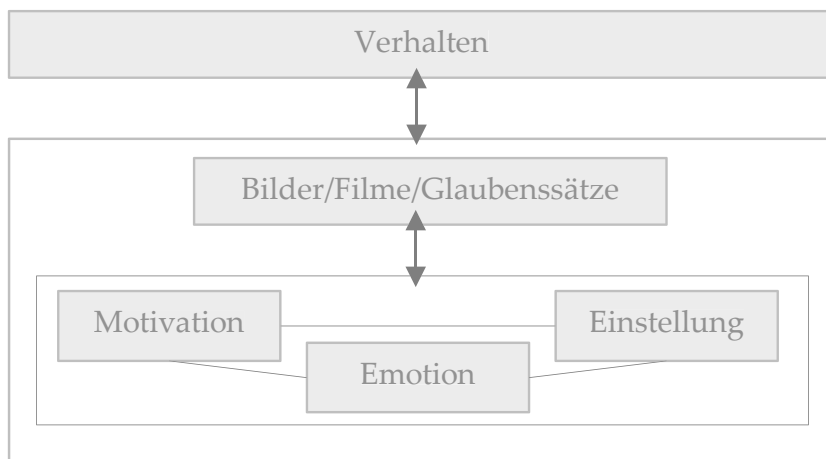 Verhalten
Bilder/Filme/Glaubenssätze
Motivation
Einstellung
Emotion